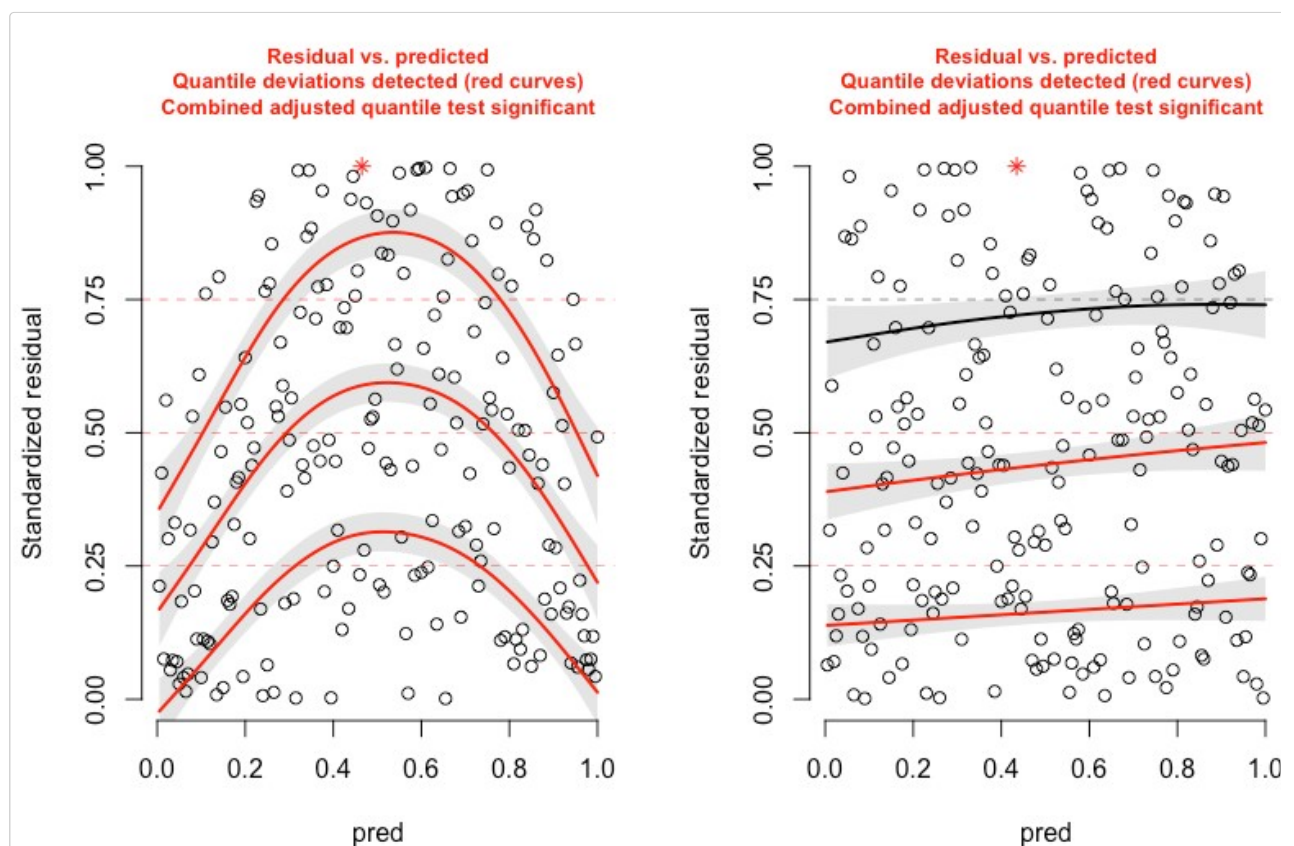 Residual vs. predicted
Quantile deviations detected (red curves)
Combined adjusted quantile test significant
Standardized residual
1.00
0.75
0.50
0.25
0.00
0.0 0.2 0.4 0.6 0.8 1.0
pred
Residual vs. predicted
Quantile deviations detected (red curves)
Combined adjusted quantile test significant
Standardized residual
1.00
0.75
0.50
0.25
0.00
0.0 0.2 0.4 0.6 0.8 1.0
pred